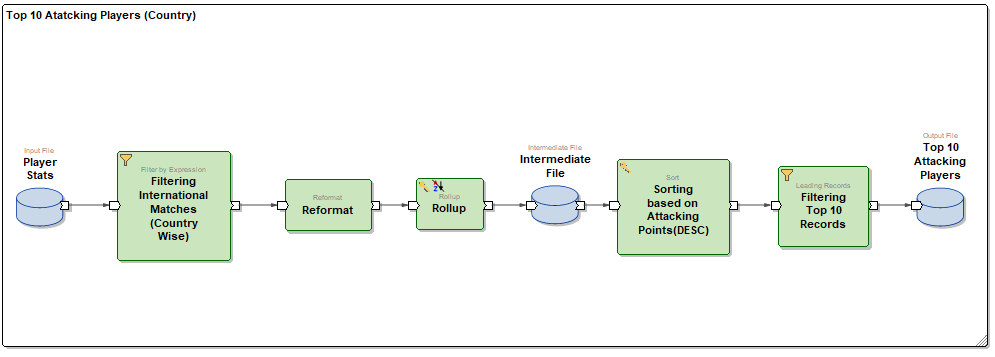 Top 10 Atatcking Players (Country)
Input File
Player
Stats
Filter by Expression
Filtering
International
Matches
(Country
Wise)
Reformat
Reformat
Rollup
Rollup
Intermediate File
Intermediate
File
Sort
Sorting
based on
Attacking
Points(DESC)
Leading Records
Filtering
Top 10
Records
Output File
Top 10
Attacking
Players